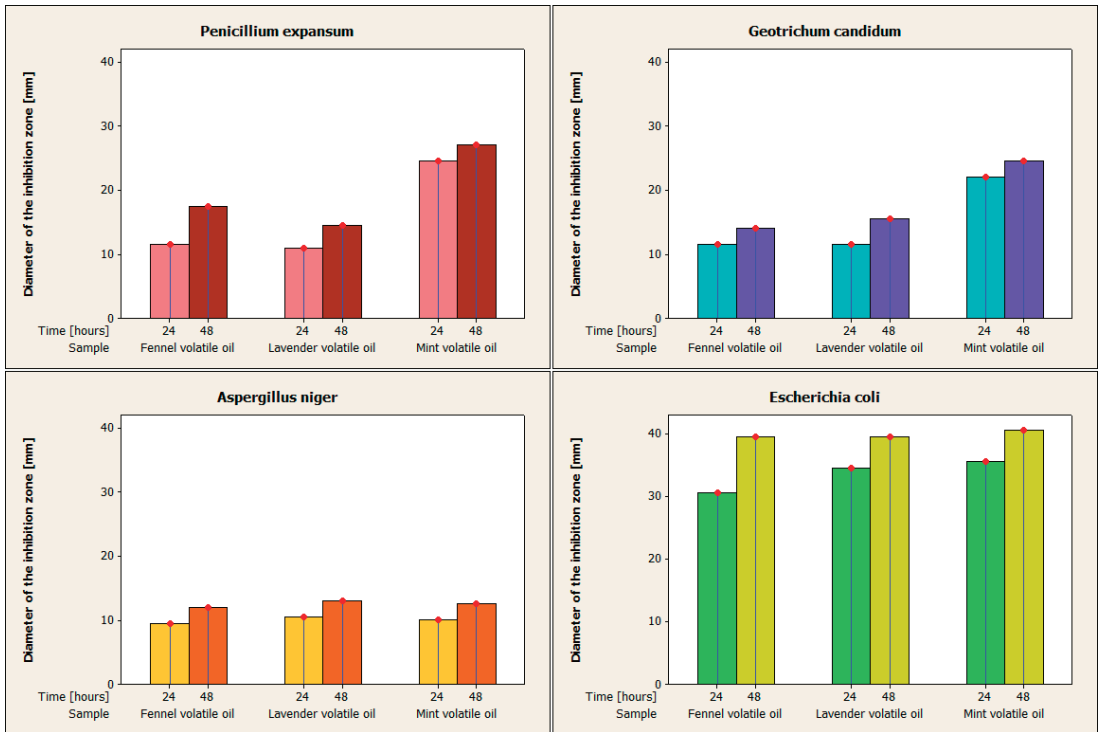 Penicillium expansum
Diameter of the inhibition zone [mm]
40
30
20
10
0
Time [hours] 24 48 24 48 24 48
Sample Fennel volatile oil Lavender volatile oil Mint volatile oil
Geotrichum candidum
Diameter of the inhibition zone [mm]
40
30
20
10
0
Time [hours] 24 48 24 48 24 48
Sample Fennel volatile oil Lavender volatile oil Mint volatile oil
Aspergillus niger
Diameter of the inhibition zone [mm]
40
30
20
10
0
Time [hours] 24 48 24 48 24 48
Sample Fennel volatile oil Lavender volatile oil Mint volatile oil
Escherichia coli
Diameter of the inhibition zone [mm]
40
30
20
10
0
Time [hours] 24 48 24 48 24 48
Sample Fennel volatile oil Lavender volatile oil Mint volatile oil